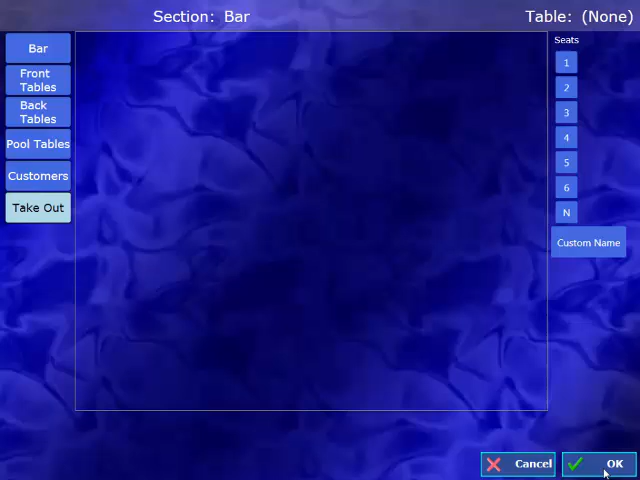 Section: Bar
Table: (None)
Bar
Front
Tables
Back
Tables
Pool Tables
Customers
Take Out
Seats
1
2
3
4
5
6
N
Custom Name
Cancel
OK